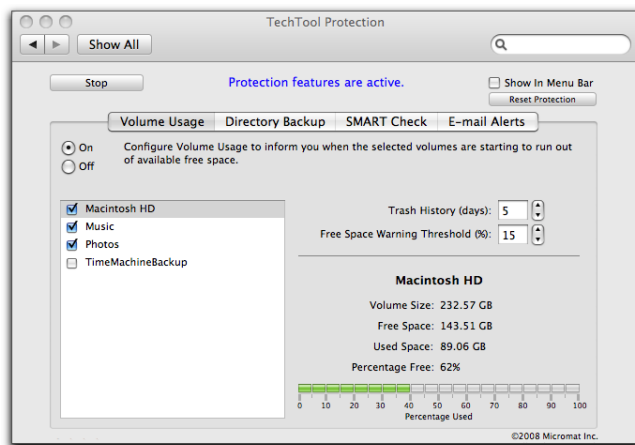 TechTool Protection
Show All
Stop
Protection features are active.
Show In Menu Bar
Reset Protection
Volume Usage Directory Backup SMART Check E-mail Alerts
On
Off
Configure Volume Usage to inform you when the selected volumes are starting to run out
of available free space.
Macintosh HD
Music
Photos
TimeMachineBackup
Trash History (days): 5
Free Space Warning Threshold (%): 15
Macintosh HD
Volume Size: 232.57 GB
Free Space: 143.51 GB
Used Space: 89.06 GB
Percentage Free: 62%
0 10 20 30 40 50 60 70 80 90 100
Percentage Used
©2008 Micromat Inc.